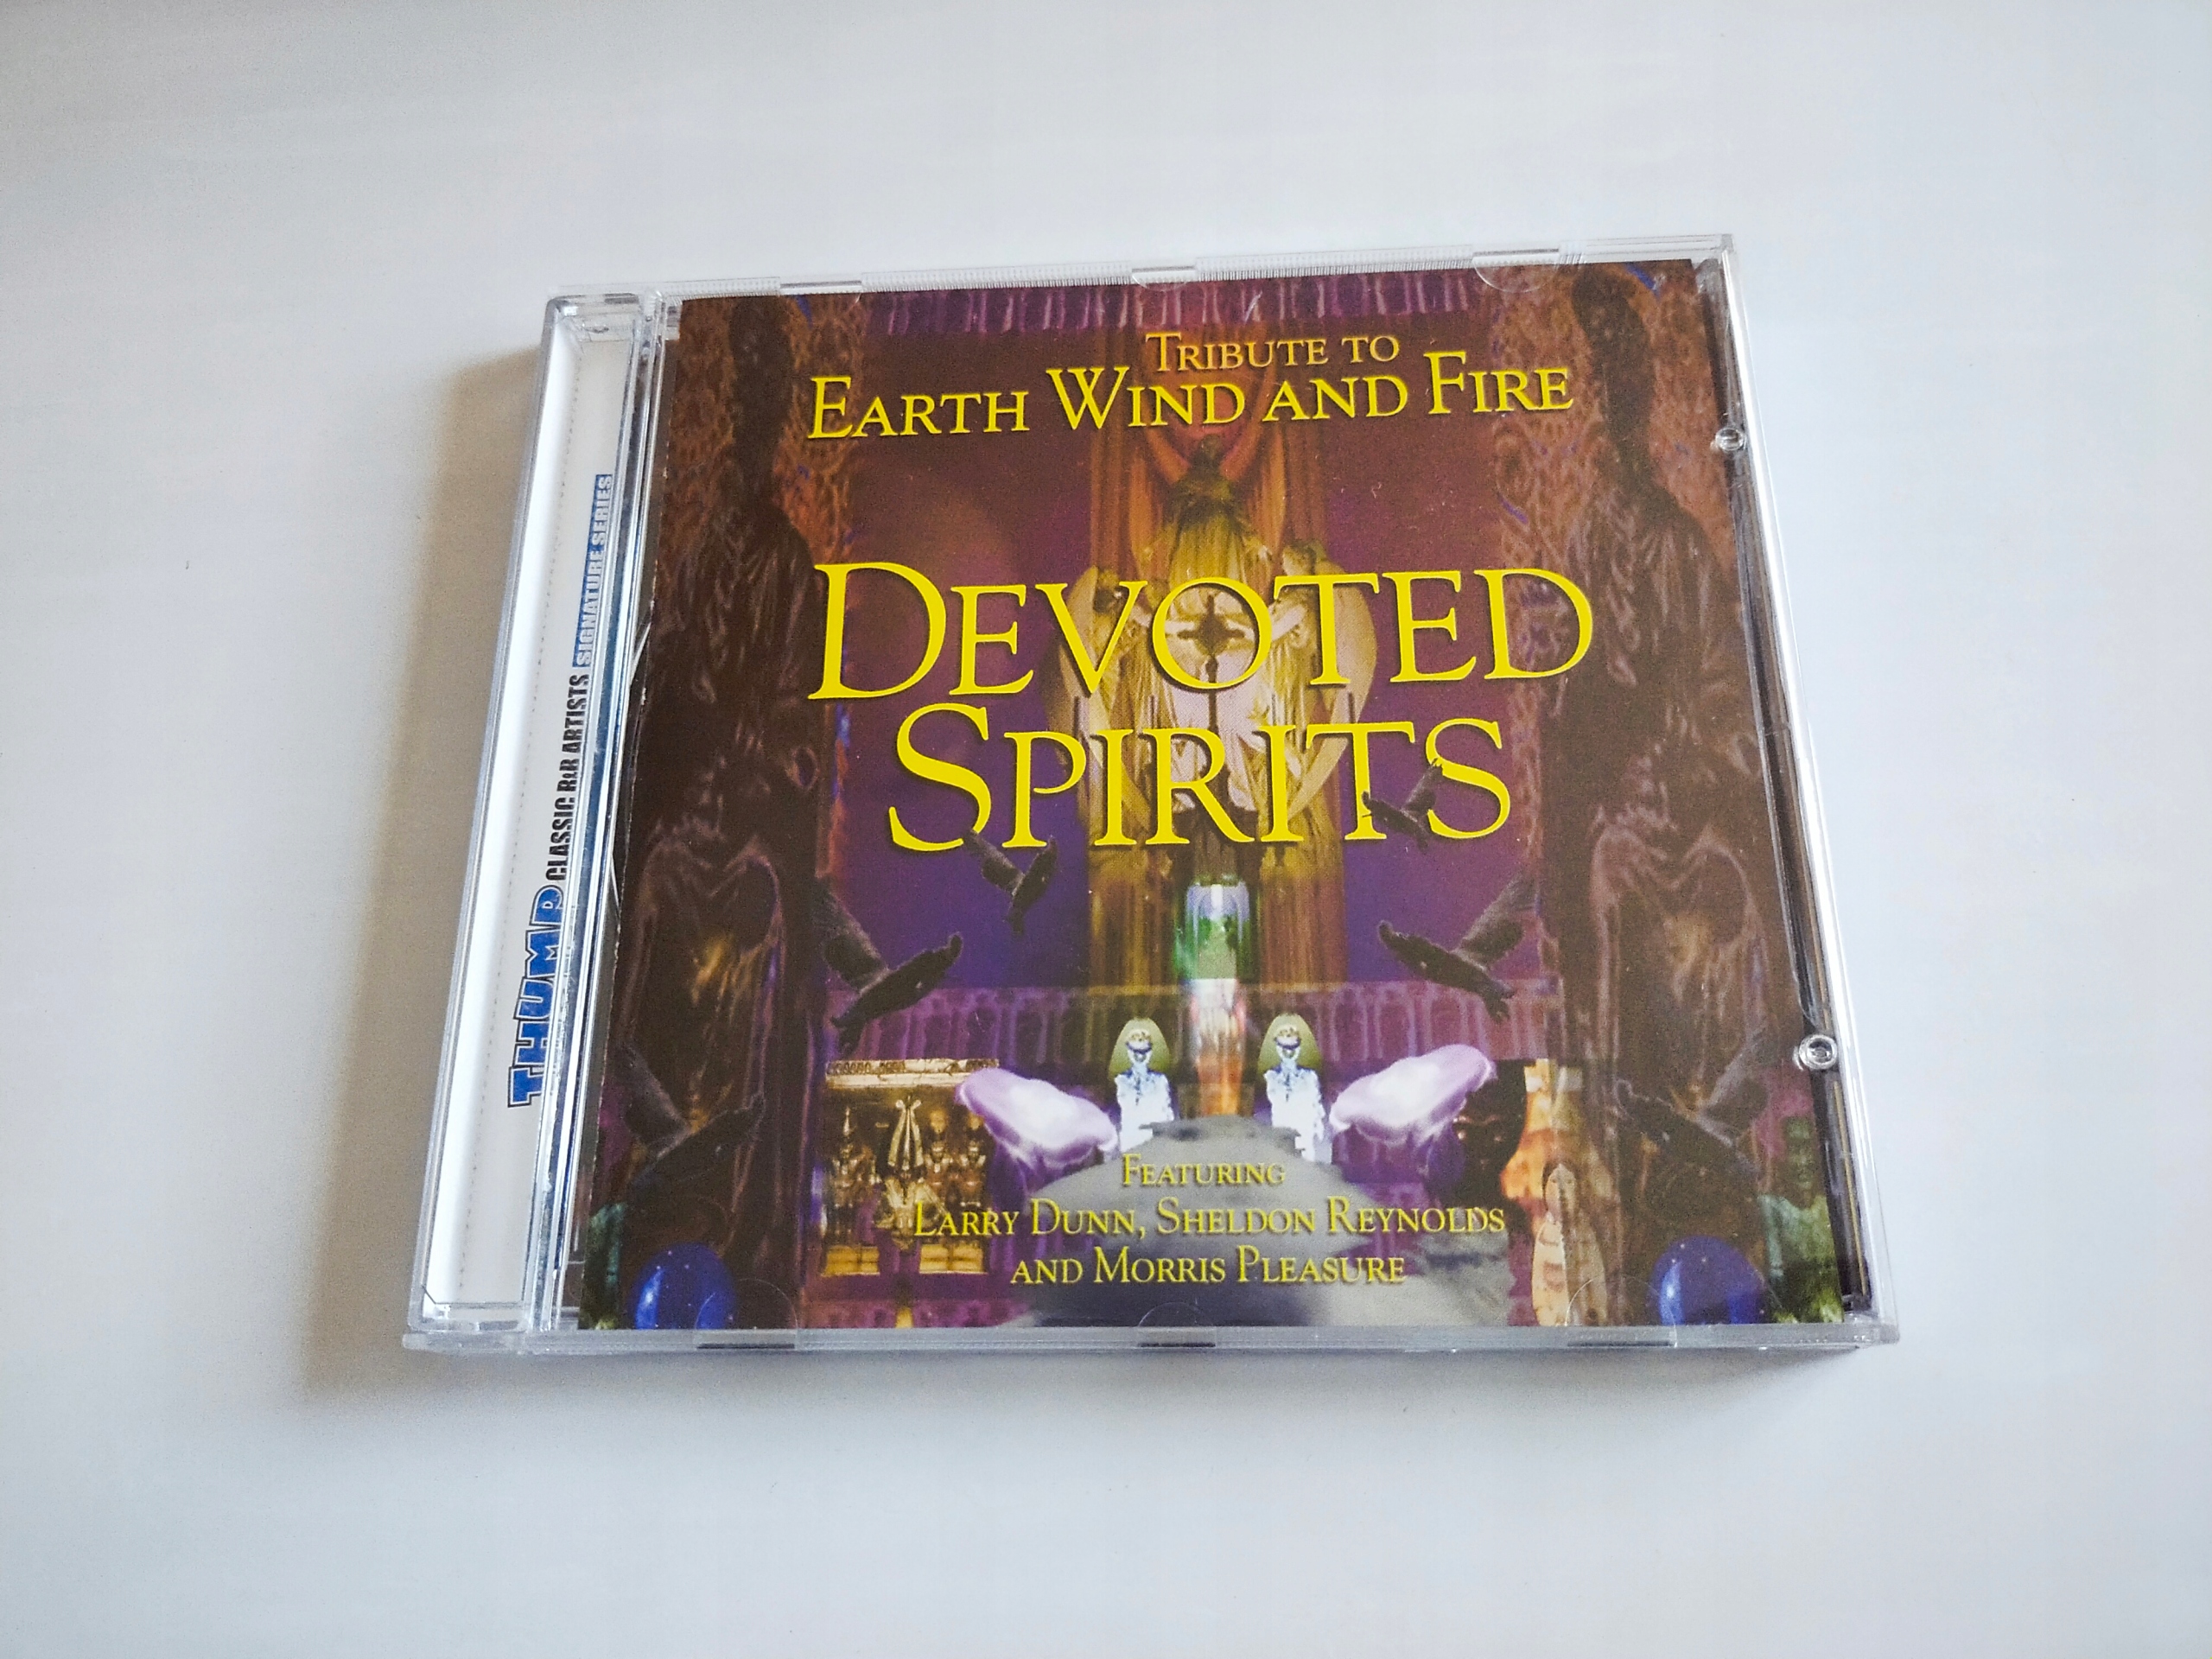 TRIBUTE TO
EARTH WIND AND FIRE
DEVOTED
SPIRITS
FEATURING
LARRY DUNN, SHELDON REYNOLDS
AND MORRIS PLEASURE
THUMP CLASSIC R&R ARTISTS SIGNATURE SERIES